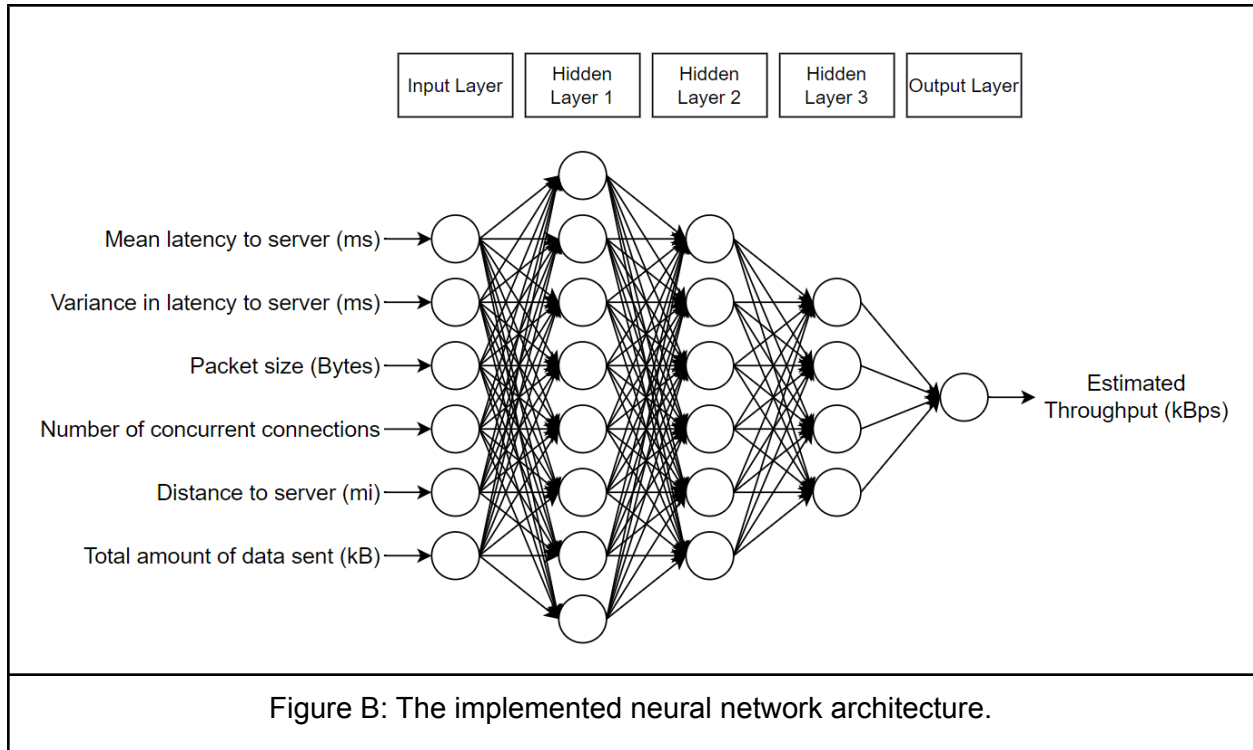 Input Layer
Hidden
Layer 1
Hidden
Layer 2
Hidden
Layer 3
Output Layer
Mean latency to server (ms)
Variance in latency to server (ms)
Packet size (Bytes)
Number of concurrent connections
Distance to server (mi)
Total amount of data sent (kB)
Estimated
Throughput (kBps)
Figure B: The implemented neural network architecture.